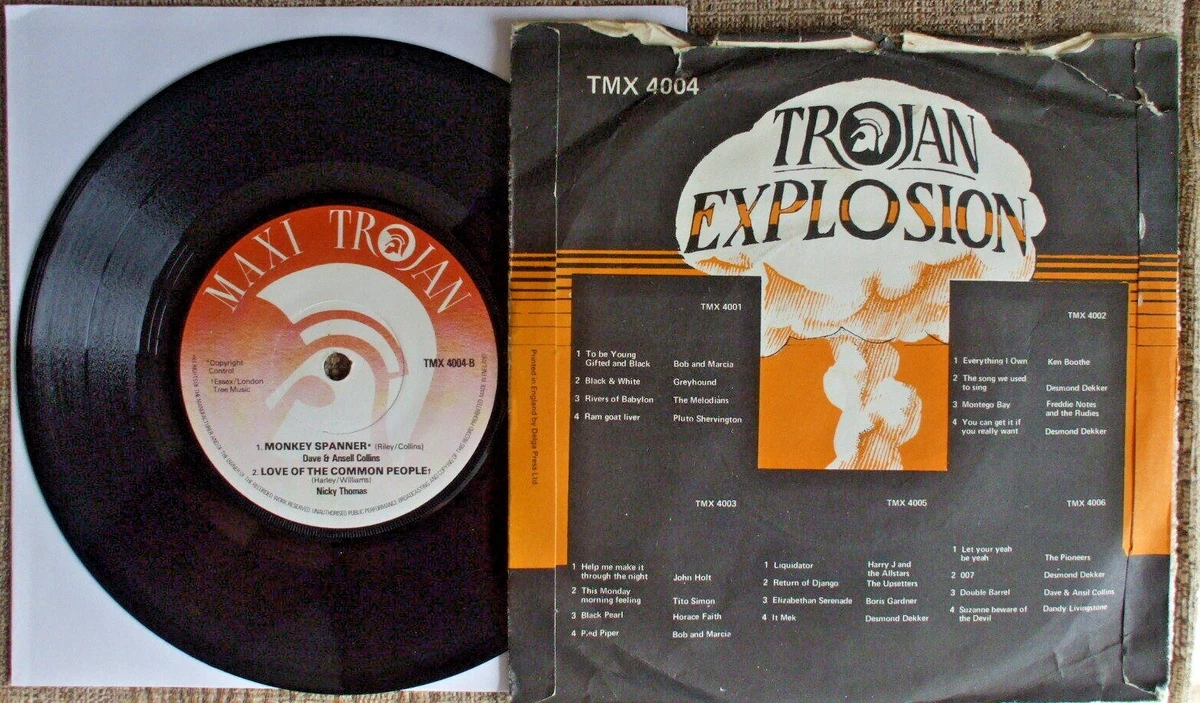 MAXI TROJAN
*Copyright
Control
†Essex/London
Tree Music
TMX 4004-B
1. MONKEY SPANNER* (Riley/Collins)
Dave & Ansell Collins
2. LOVE OF THE COMMON PEOPLE†
(Harley/Williams)
Nicky Thomas
TMX 4004
TROJAN
EXPLOSION
Printed in England by Delga Press Ltd.
TMX 4001
1 To be Young
Gifted and Black Bob and Marcia
2 Black & White Greyhound
3 Rivers of Babylon The Melodians
4 Ram goat liver Pluto Shervington
TMX 4002
1 Everything I Own Ken Boothe
2 The song we used
to sing Desmond Dekker
3 Montego Bay Freddie Notes
and the Rudies
4 You can get it if
you really want Desmond Dekker
TMX 4003
1 Help me make it
through the night John Holt
2 This Monday
morning feeling Tito Simon
3 Black Pearl Horace Faith
4 Pied Piper Bob and Marcia
TMX 4005
1 Liquidator Harry J and
the Allstars
2 Return of Django The Upsetters
3 Elizabethan Serenade Boris Gardner
4 It Mek Desmond Dekker
TMX 4006
1 Let your yeah
be yeah The Pioneers
2 007 Desmond Dekker
3 Double Barrel Dave & Ansil Collins
4 Suzanne beware of
the Devil Dandy Livingstone